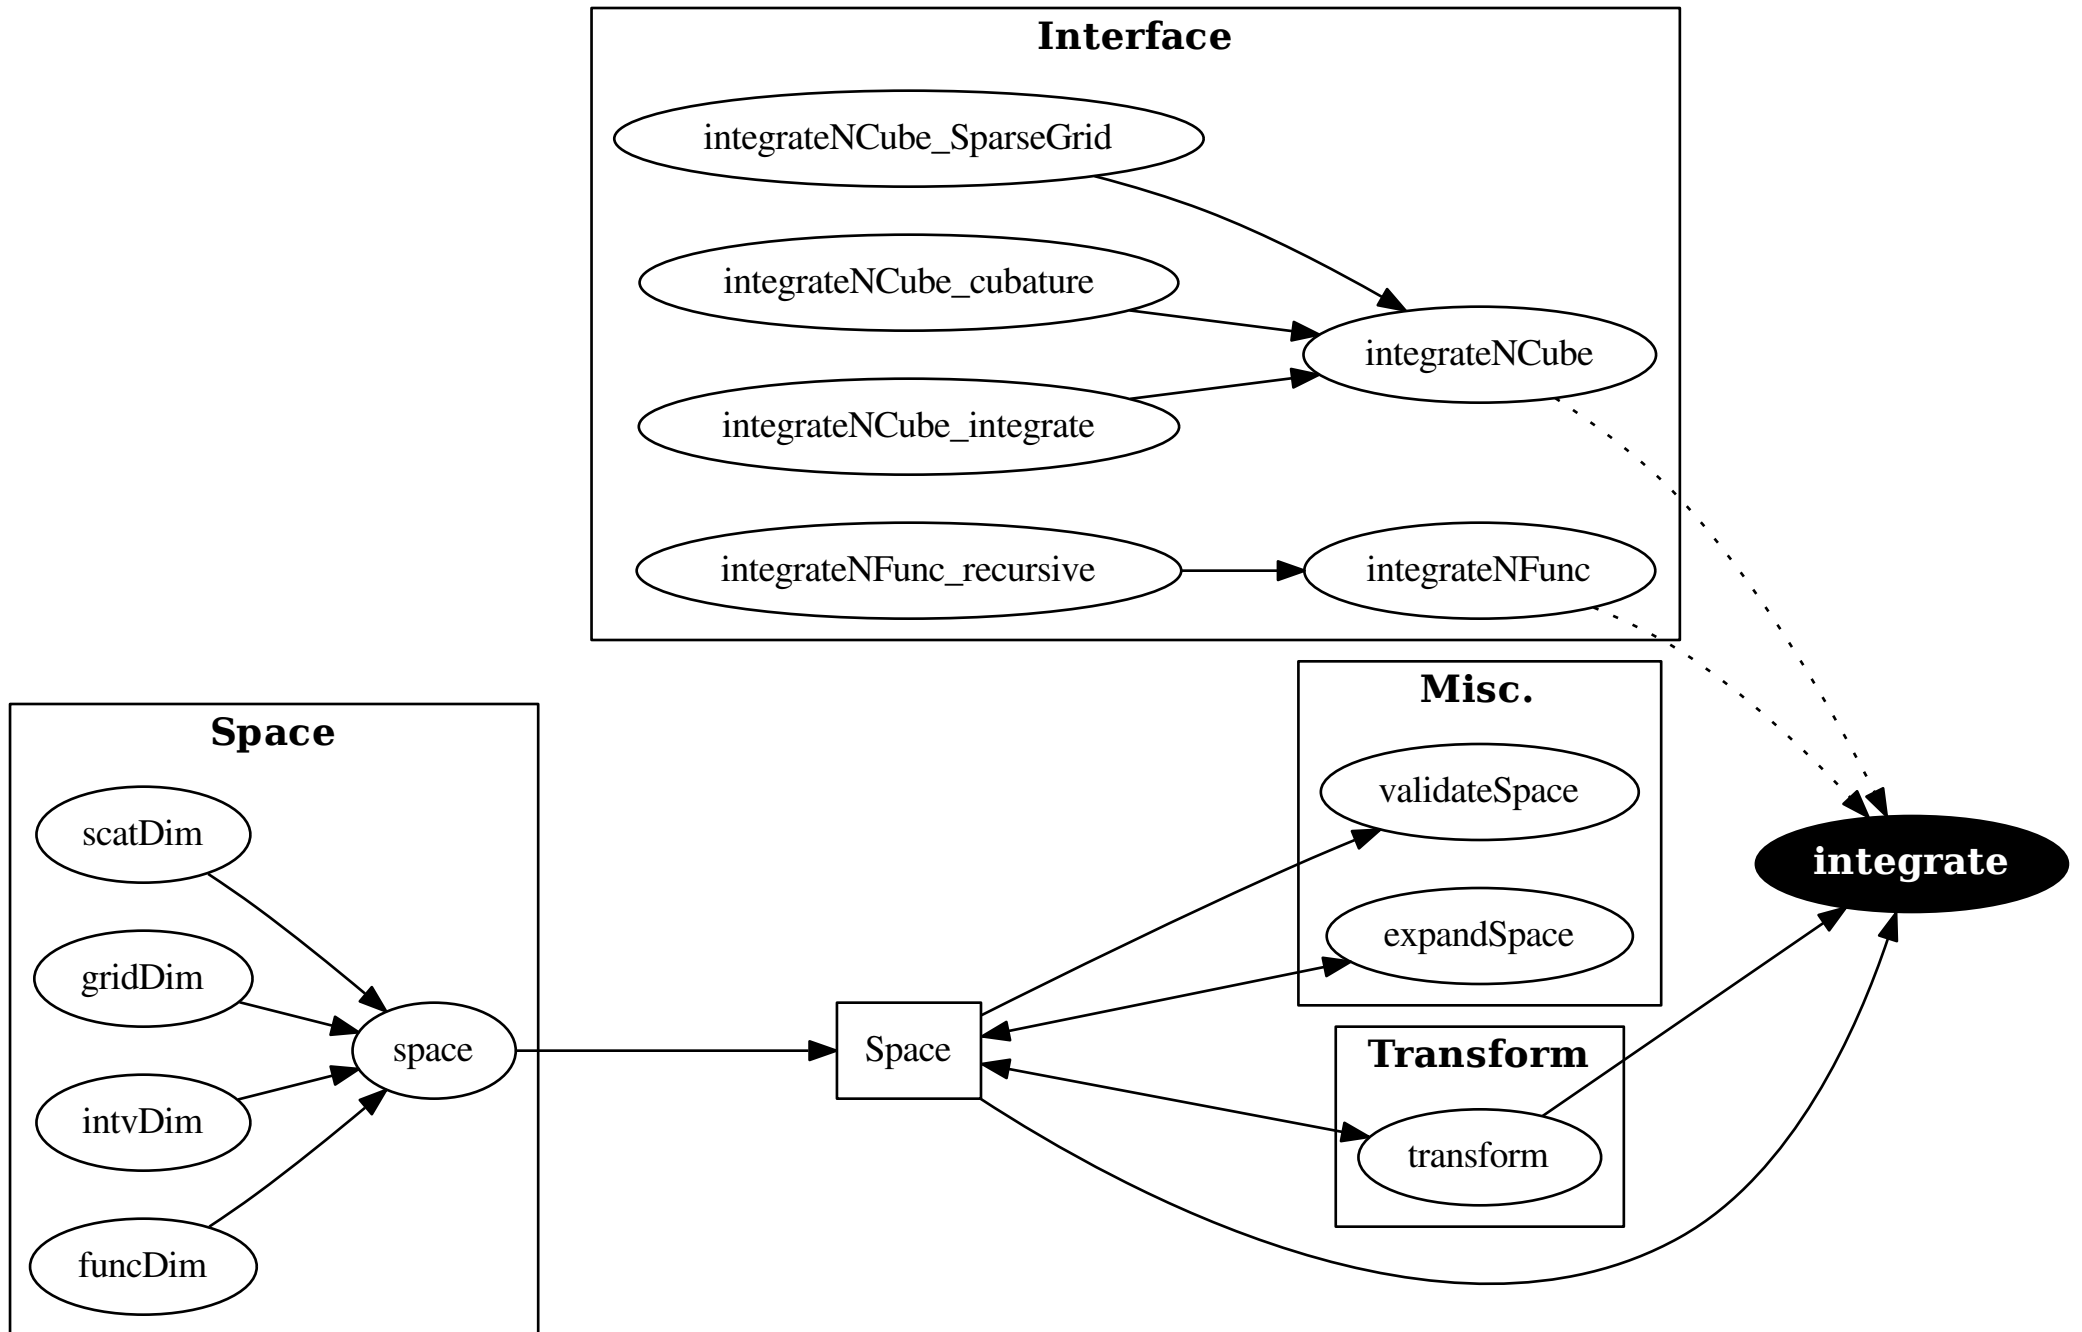 Interface
integrateNCube_SparseGrid
integrateNCube_cubature
integrateNCube
integrateNCube_integrate
integrateNFunc_recursive
integrateNFunc
Misc.
validateSpace
expandSpace
integrate
Space
scatDim
gridDim
space
intvDim
funcDim
Space
Transform
transform